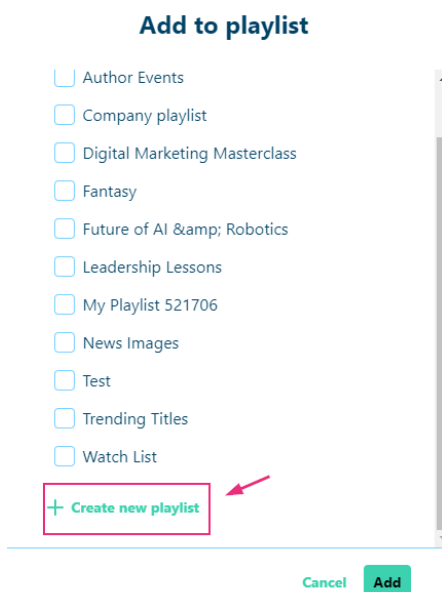 Add to playlist
Author Events
Company playlist
Digital Marketing Masterclass
Fantasy
Future of AI &amp; Robotics
Leadership Lessons
My Playlist 521706
News Images
Test
Trending Titles
Watch List
+ Create new playlist
Cancel Add